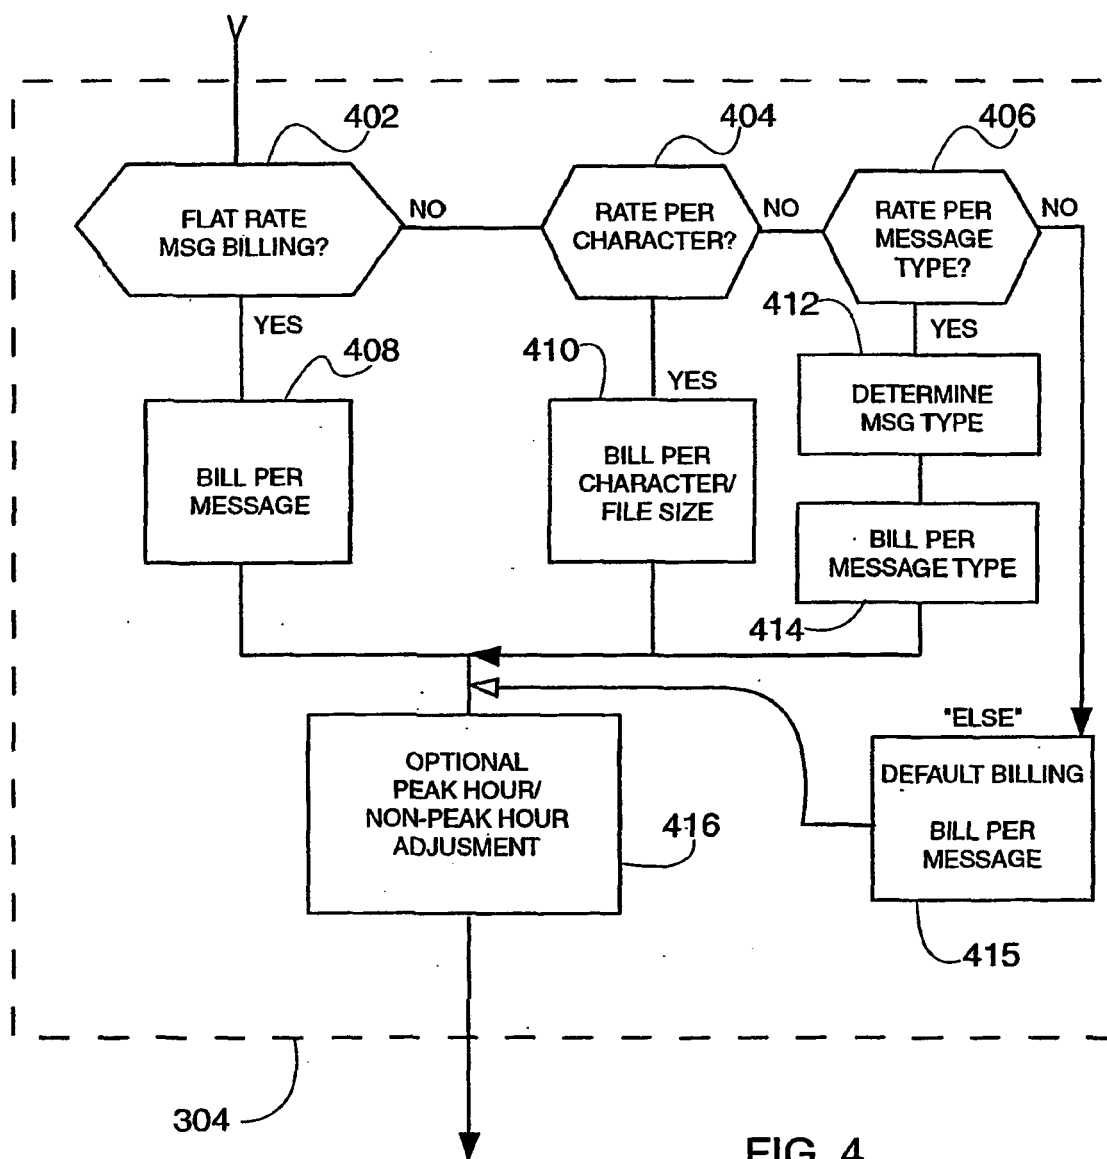 402
404
406
FLAT RATE
MSG BILLING?
NO
RATE PER
CHARACTER?
NO
RATE PER
MESSAGE
TYPE?
NO
YES
408
410
YES
412
YES
BILL PER
MESSAGE
BILL PER
CHARACTER/
FILE SIZE
DETERMINE
MSG TYPE
BILL PER
MESSAGE TYPE
414
OPTIONAL
PEAK HOUR/
NON-PEAK HOUR
ADJUSMENT
416
"ELSE"
DEFAULT BILLING
BILL PER
MESSAGE
415
304
FIG. 4